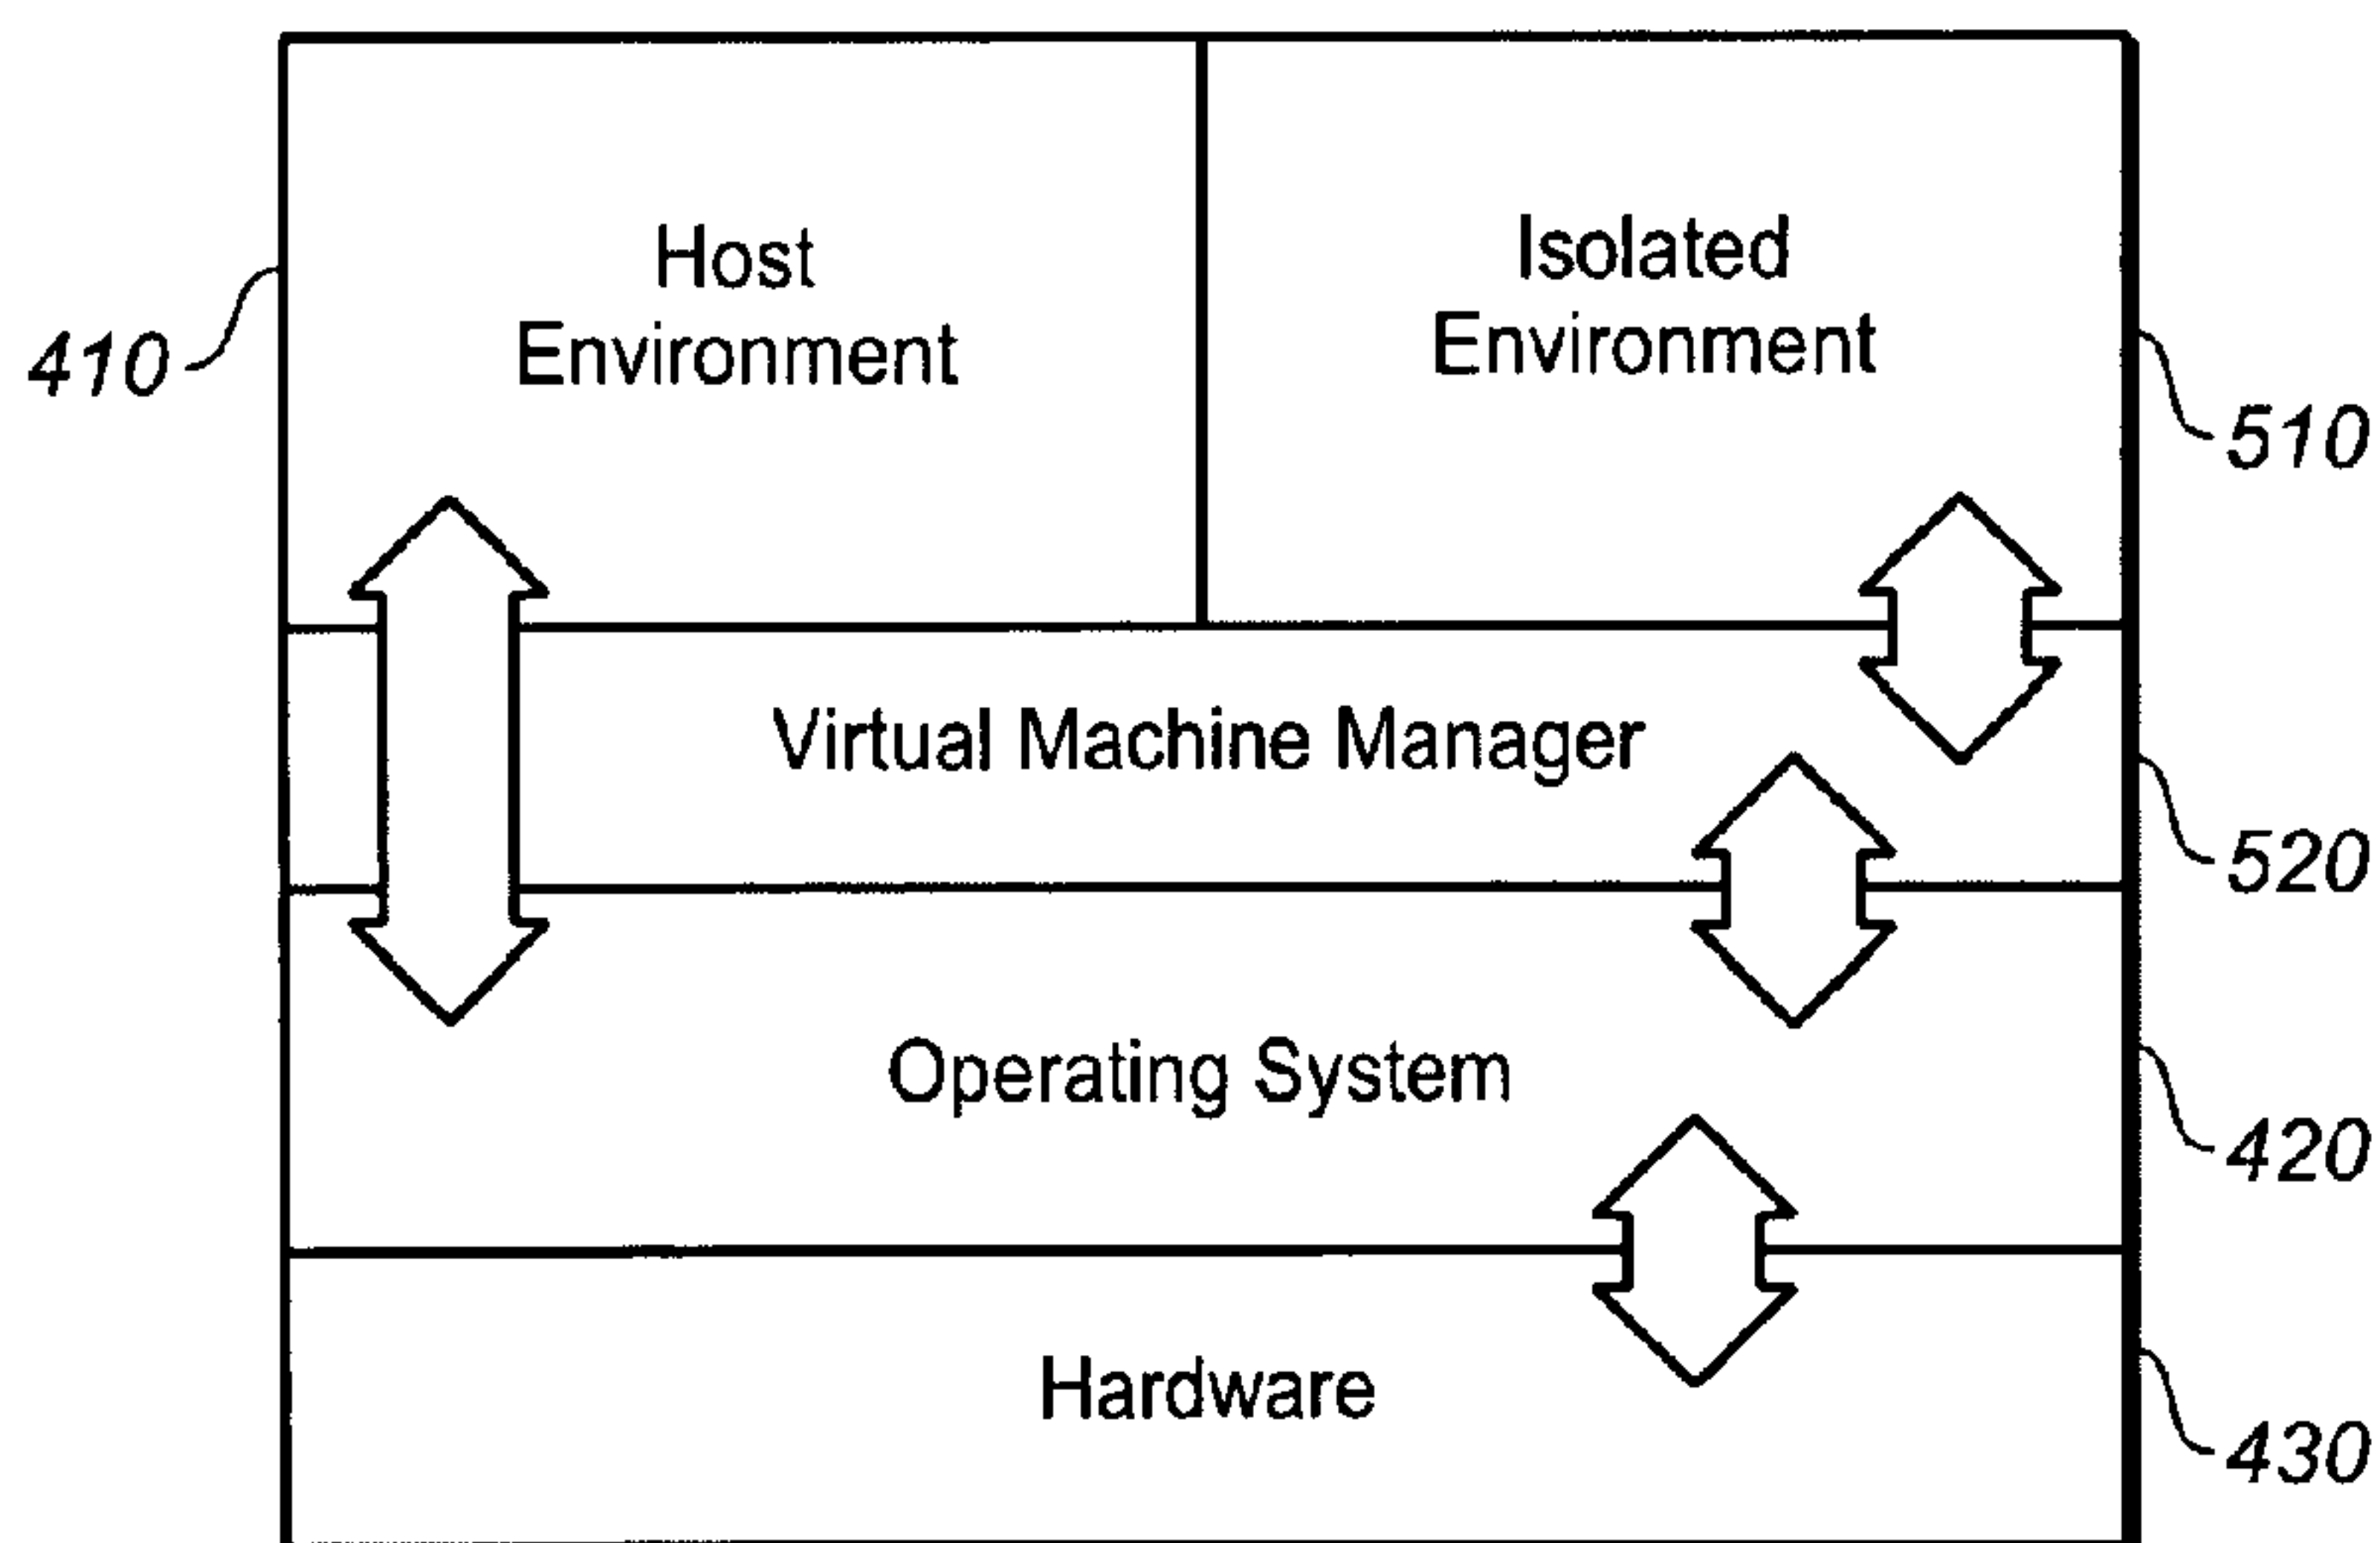 Host
Environment
Isolated
Environment
410
510
Virtual Machine Manager
520
Operating System
420
Hardware
430